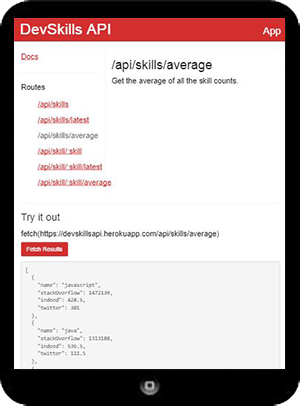 DevSkills API App
Docs
/api/skills/average
Get the average of all the skill counts.
Routes
/api/skills
/api/skills/latest
/api/skills/average
/api/skill/:skill
/api/skill/:skill/latest
/api/skill/:skill/average
Try it out
fetch(https://devskillsapi.herokuapp.com/api/skills/average)
Fetch Results
[
{
"name": "javascript",
"stackOverflow": 1472139,
"indeed": 428.5,
"twitter": 301
},
{
"name": "java",
"stackOverflow": 1313188,
"indeed": 536.5,
"twitter": 111.5
},